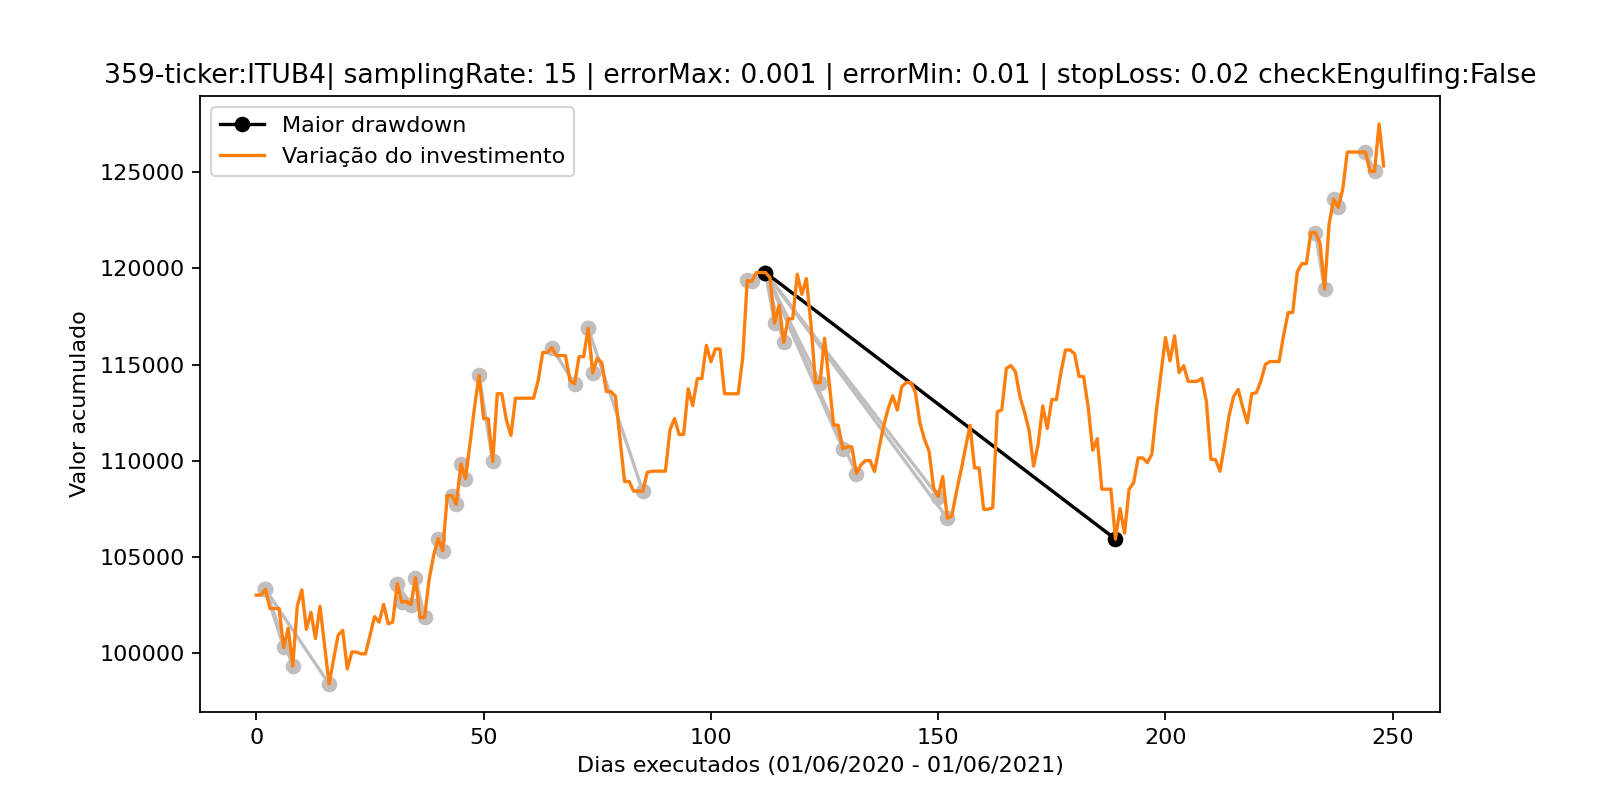 359-ticker:ITUB4| samplingRate: 15 | errorMax: 0.001 | errorMin: 0.01 | stopLoss: 0.02 checkEngulfing:False
Maior drawdown
Variação do investimento
125000
120000
115000
110000
105000
100000
Valor acumulado
0 50 100 150 200 250
Dias executados (01/06/2020 - 01/06/2021)